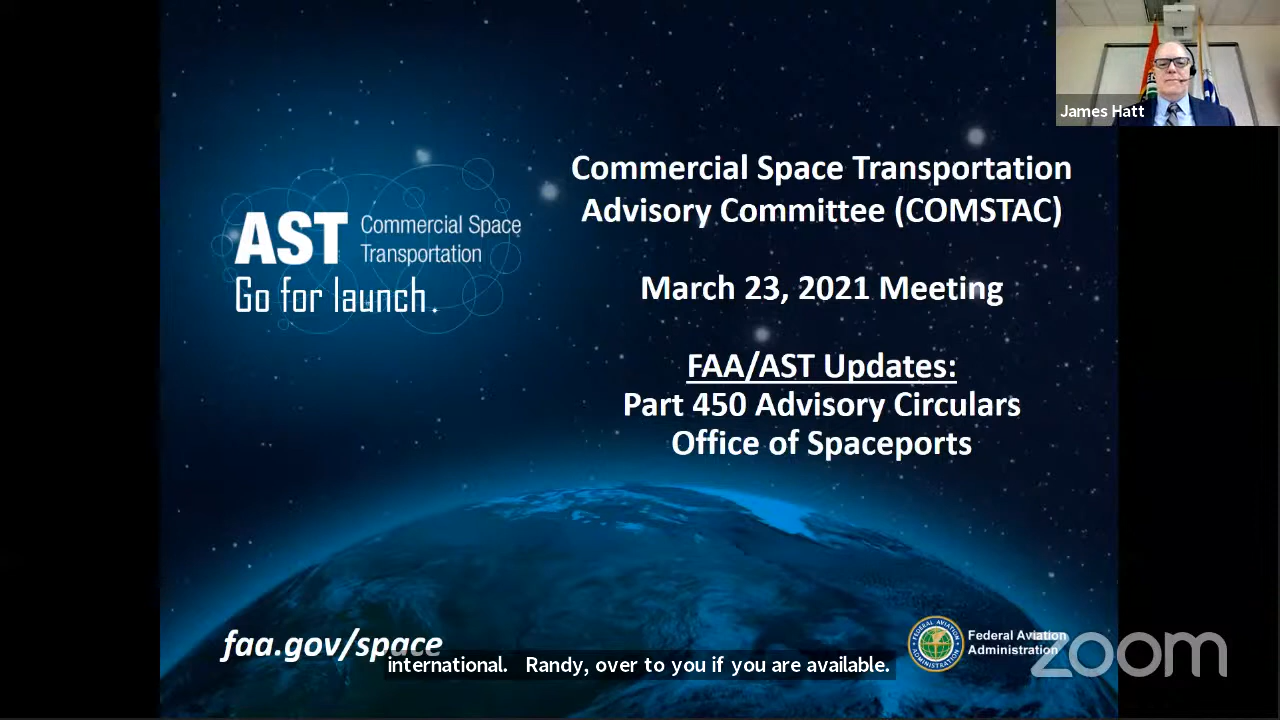 James Hatt
Commercial Space Transportation
Advisory Committee (COMSTAC)
AST Commercial Space
Transportation
Go for launch.
March 23, 2021 Meeting
FAA/AST Updates:
Part 450 Advisory Circulars
Office of Spaceports
faa.gov/space
Federal Aviation
Administration
international. Randy, over to you if you are available.
zoom